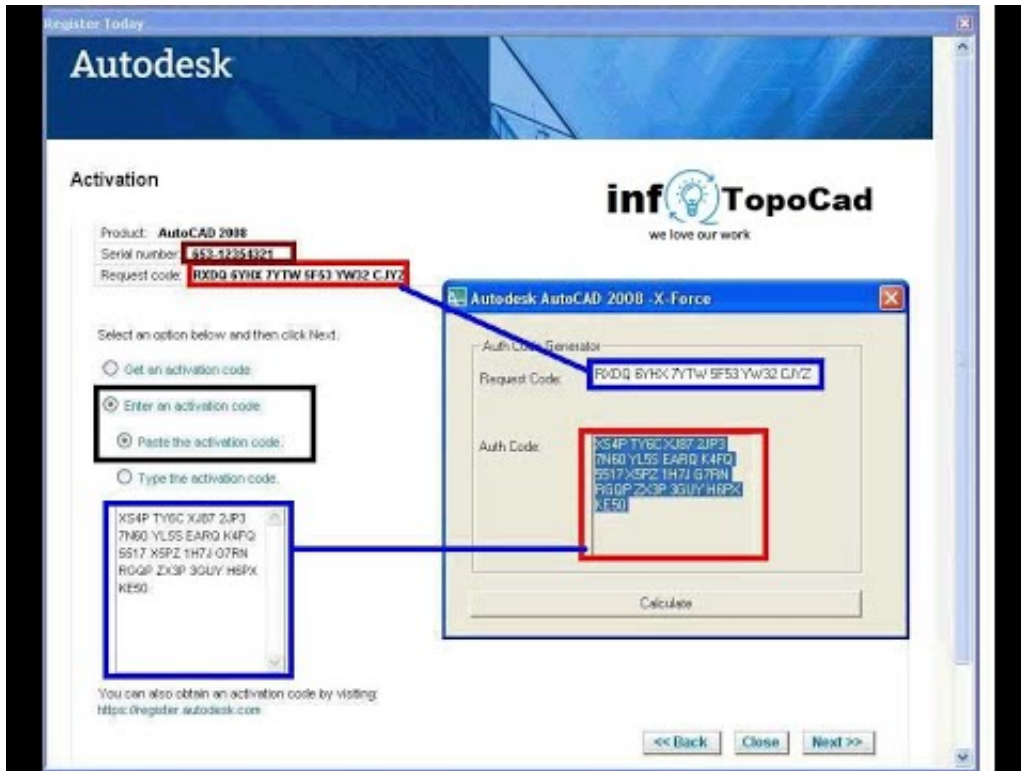 Register Today
Autodesk
Activation
inf TopoCad
we love our work
Product: AutoCAD 2008
Serial number: 653-12354321
Request code: RXDQ 6YHX 7YTW 5F53 YW32 CJYZ
Select an option below and then click Next.
Get an activation code
Enter an activation code
Paste the activation code.
Type the activation code.
XS4P TY6C XJ87 2JP3
7N60 YL5S EARQ K4FQ
5517 X5PZ 1H7J G7RN
RGQP ZX3P 3GUY H6PX
KE50
You can also obtain an activation code by visiting:
https://register.autodesk.com
Autodesk AutoCAD 2008 -X-Force
Auth Code Generator
Request Code: RXDQ 6YHX 7YTW 5F53 YW32 CJYZ
Auth Code: XS4P TY6C XJ87 2JP3
7N60 YL5S EARQ K4FQ
5517 X5PZ 1H7J G7RN
RGQP ZX3P 3GUY H6PX
KE50
Calculate
<< Back Close Next >>